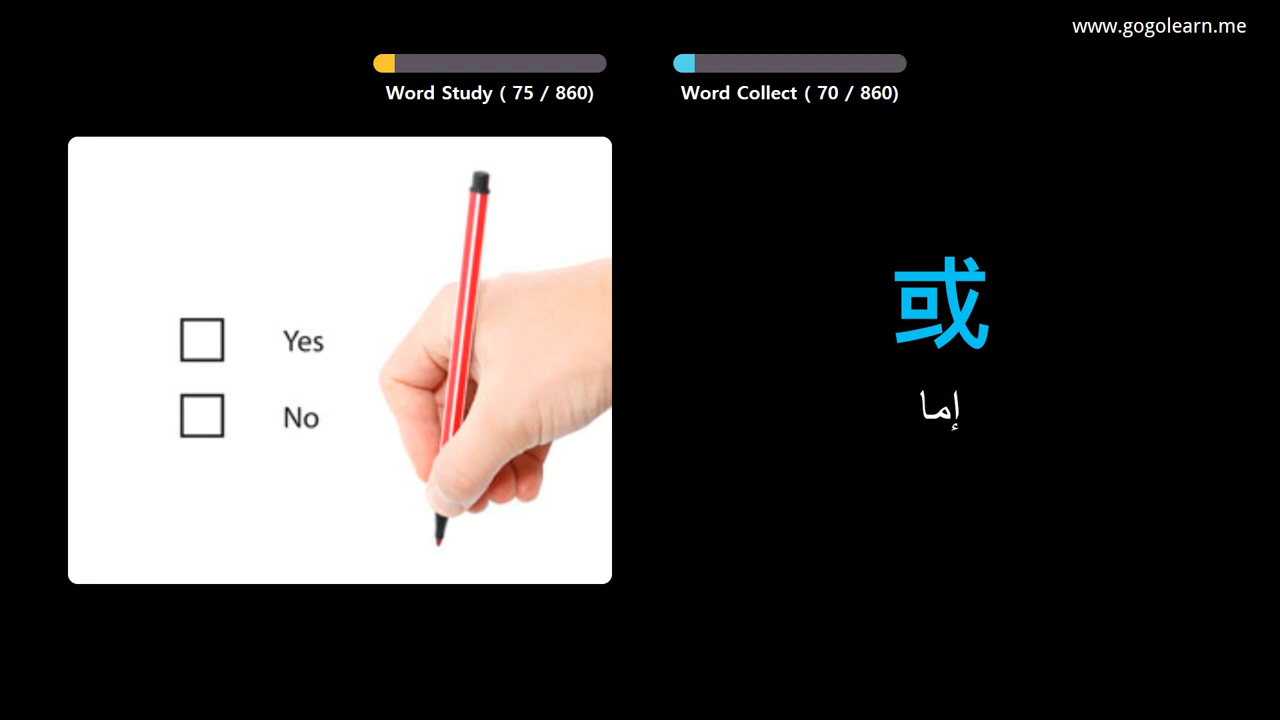 www.gogolearn.me
Word Study ( 75 / 860)
Word Collect ( 70 / 860)
Yes
No
或
إما